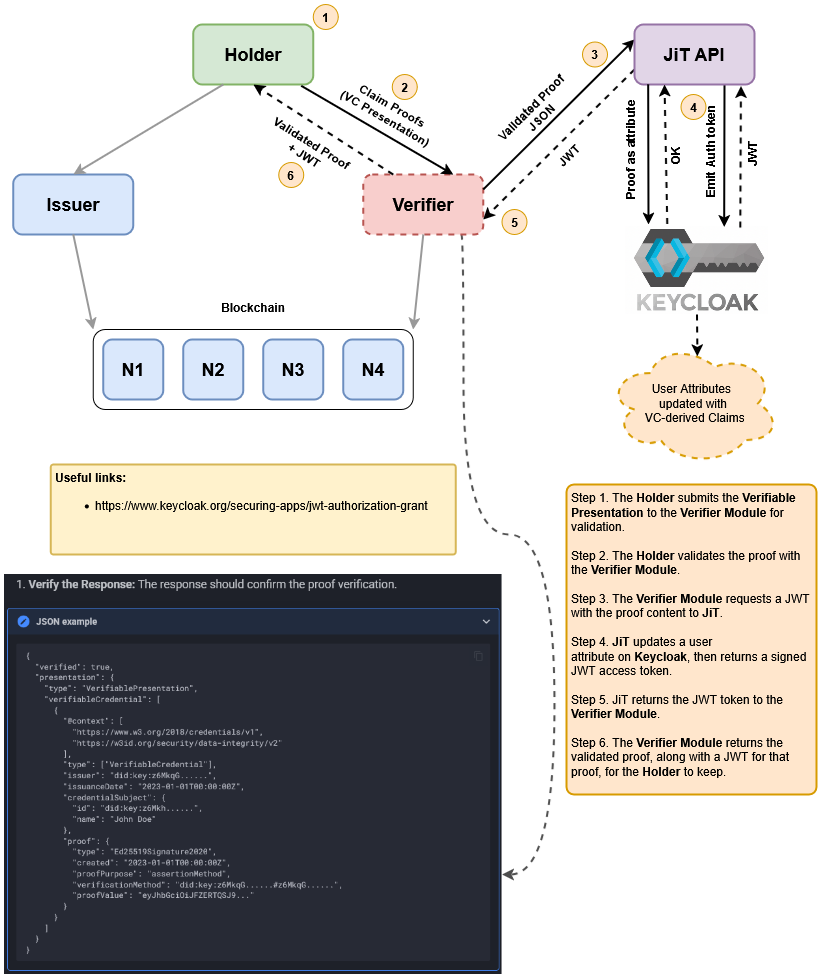 1
Holder
2
Claim Proofs
(VC Presentation)
Validated Proof
+ JWT
6
3
Validated Proof
JSON
JWT
JiT API
4
Proof as attribute
OK
Emit Auth token
JWT
Issuer
Verifier
5
KEYCLOAK
Blockchain
N1
N2
N3
N4
User Attributes
updated with
VC-derived Claims
Useful links:
• https://www.keycloak.org/securing-apps/jwt-authorization-grant
Step 1. The Holder submits the Verifiable
Presentation to the Verifier Module for
validation.
Step 2. The Holder validates the proof with
the Verifier Module.
Step 3. The Verifier Module requests a JWT
with the proof content to JiT.
Step 4. JiT updates a user
attribute on Keycloak, then returns a signed
JWT access token.
Step 5. JiT returns the JWT token to the
Verifier Module.
Step 6. The Verifier Module returns the
validated proof, along with a JWT for that
proof, for the Holder to keep.
1. Verify the Response: The response should confirm the proof verification.
JSON example
{
"verified": true,
"presentation": {
"type": "VerifiablePresentation",
"verifiableCredential": [
{
"@context": [
"https://www.w3.org/2018/credentials/v1",
"https://w3id.org/security/data-integrity/v2"
],
"type": ["VerifiableCredential"],
"issuer": "did:key:z6MkqG......",
"issuanceDate": "2023-01-01T00:00:00Z",
"credentialSubject": {
"id": "did:key:z6Mkh......",
"name": "John Doe"
},
"proof": {
"type": "Ed25519Signature2020",
"created": "2023-01-01T00:00:00Z",
"proofPurpose": "assertionMethod",
"verificationMethod": "did:key:z6MkqG......#z6MkqG......",
"proofValue": "eyJhbGciOiJFZERTQSJ9..."
}
}
]
}
}